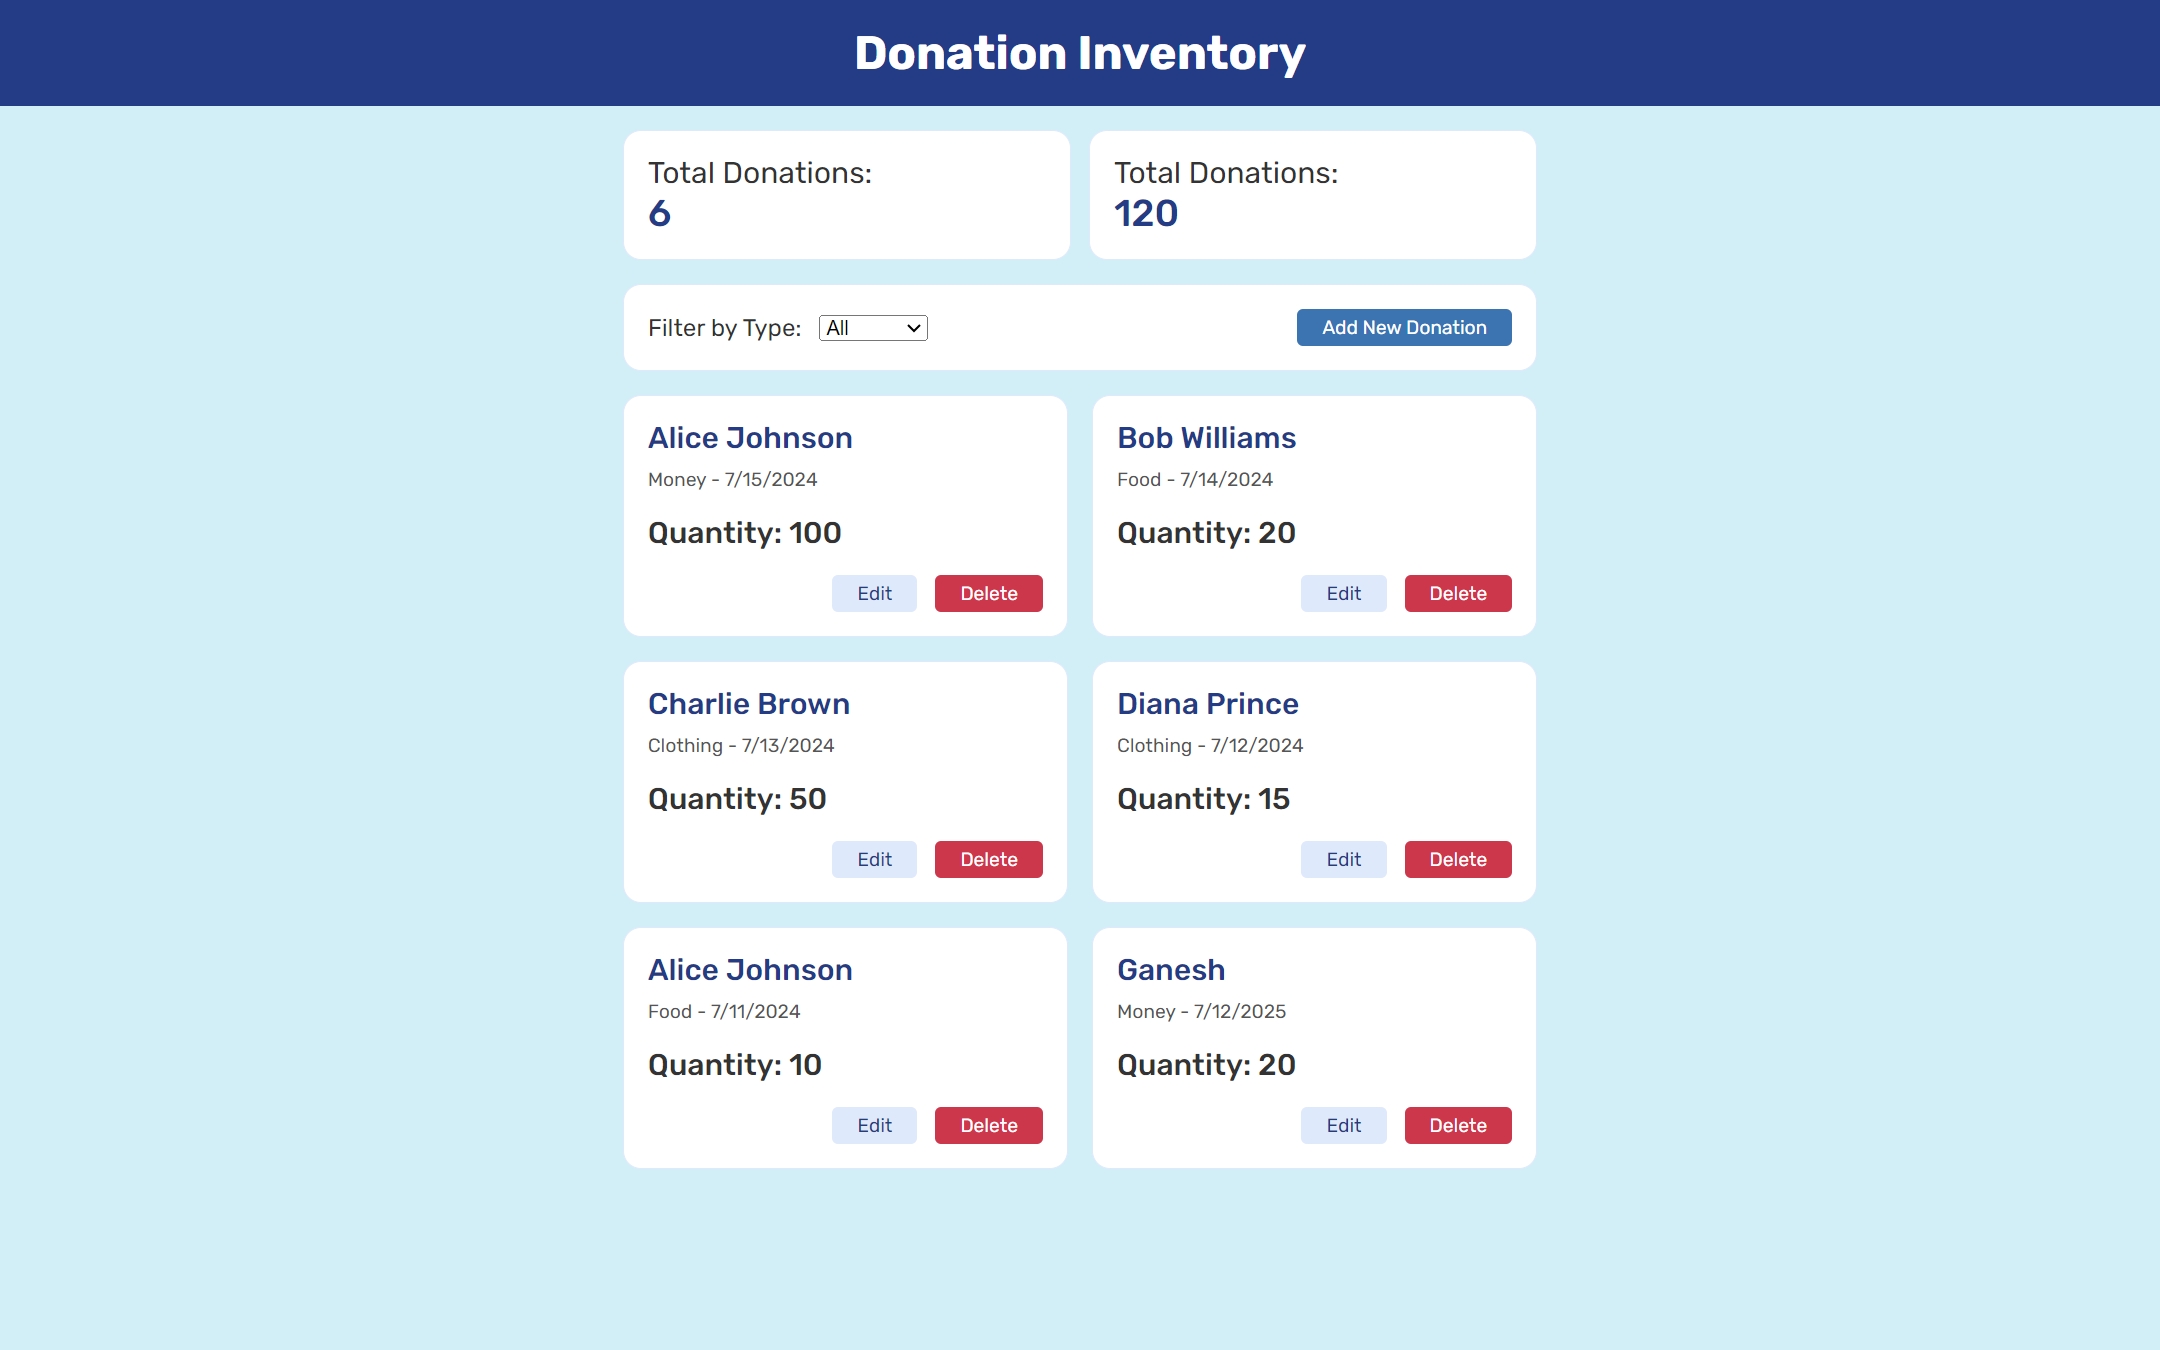 Donation Inventory
Total Donations:
6
Total Donations:
120
Filter by Type: All
Add New Donation
Alice Johnson
Money - 7/15/2024
Quantity: 100
Edit Delete
Bob Williams
Food - 7/14/2024
Quantity: 20
Edit Delete
Charlie Brown
Clothing - 7/13/2024
Quantity: 50
Edit Delete
Diana Prince
Clothing - 7/12/2024
Quantity: 15
Edit Delete
Alice Johnson
Food - 7/11/2024
Quantity: 10
Edit Delete
Ganesh
Money - 7/12/2025
Quantity: 20
Edit Delete